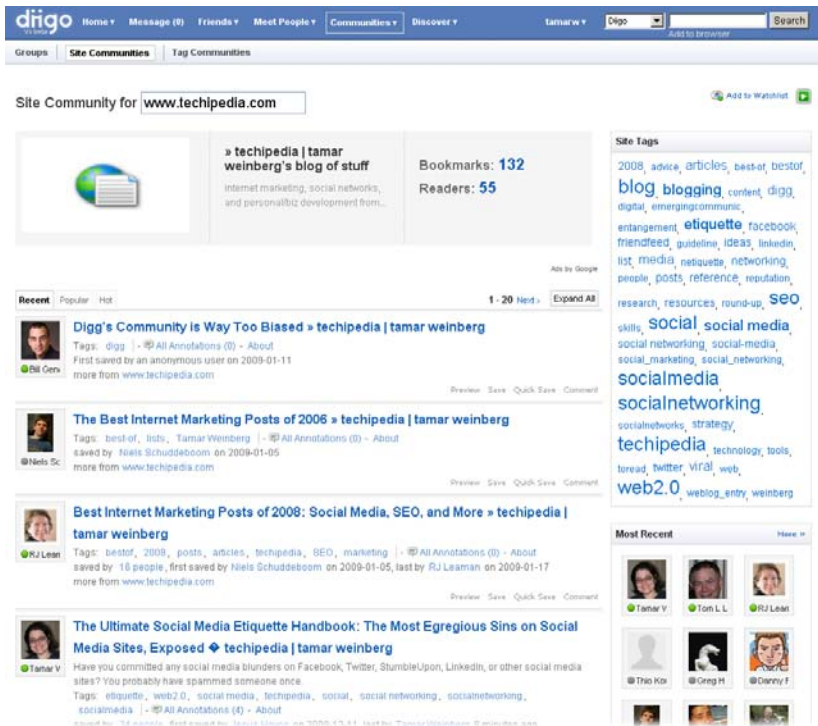 diigo
Home ▾ Message (0) Friends ▾ Meet People ▾ Communities ▾ Discover ▾ tamarw ▾ Diigo Search
Add to browser
Groups Site Communities Tag Communities
Site Community for www.techipedia.com
Add to Watchlist
» techipedia | tamar
weinberg's blog of stuff
internet marketing, social networks,
and personal/biz development from...
Bookmarks: 132
Readers: 55
Ads by Google
Recent Popular Hot 1 - 20 Next › Expand All
Digg's Community is Way Too Biased » techipedia | tamar weinberg
Tags: digg | - All Annotations (0) - About
First saved by an anonymous user on 2009-01-11
more from www.techipedia.com
Bill Gen
Preview Save Quick Save Comment
The Best Internet Marketing Posts of 2006 » techipedia | tamar weinberg
Tags: best-of, lists, Tamar Weinberg | - All Annotations (0) - About
saved by Niels Schuddeboom on 2009-01-05
more from www.techipedia.com
Niels Sc
Preview Save Quick Save Comment
Best Internet Marketing Posts of 2008: Social Media, SEO, and More » techipedia |
tamar weinberg
Tags: bestof, 2008, posts, articles, techipedia, SEO, marketing | - All Annotations (0) - About
saved by 18 people, first saved by Niels Schuddeboom on 2009-01-05, last by RJ Leaman on 2009-01-17
more from www.techipedia.com
RJ Lean
Preview Save Quick Save Comment
The Ultimate Social Media Etiquette Handbook: The Most Egregious Sins on Social
Media Sites, Exposed � techipedia | tamar weinberg
Have you committed any social media blunders on Facebook, Twitter, StumbleUpon, LinkedIn, or other social media
sites? You probably have spammed someone once.
Tags: etiquette, web2.0, social media, techipedia, social, social networking, socialnetworking,
socialmedia | - All Annotations (4) - About
Tamar V
Site Tags
2008, advice, articles, best-of, bestof,
blog, blogging, content, digg,
digital, emergingcommunic,
entangement, etiquette, facebook,
friendfeed, guideline, ideas, linkedin,
list, media, netiquette, networking,
people, posts, reference, reputation,
research, resources, round-up, seo,
skills, social, social media,
social networking, social-media,
social_marketing, social_networking,
socialmedia,
socialnetworking,
socialnetworks, strategy,
techipedia, technology, tools,
toread, twitter, viral, web,
web2.0, weblog_entry, weinberg
Most Recent More »
Tamar V Tom L L RJ Lean
Thio Kor Greg H Danny F